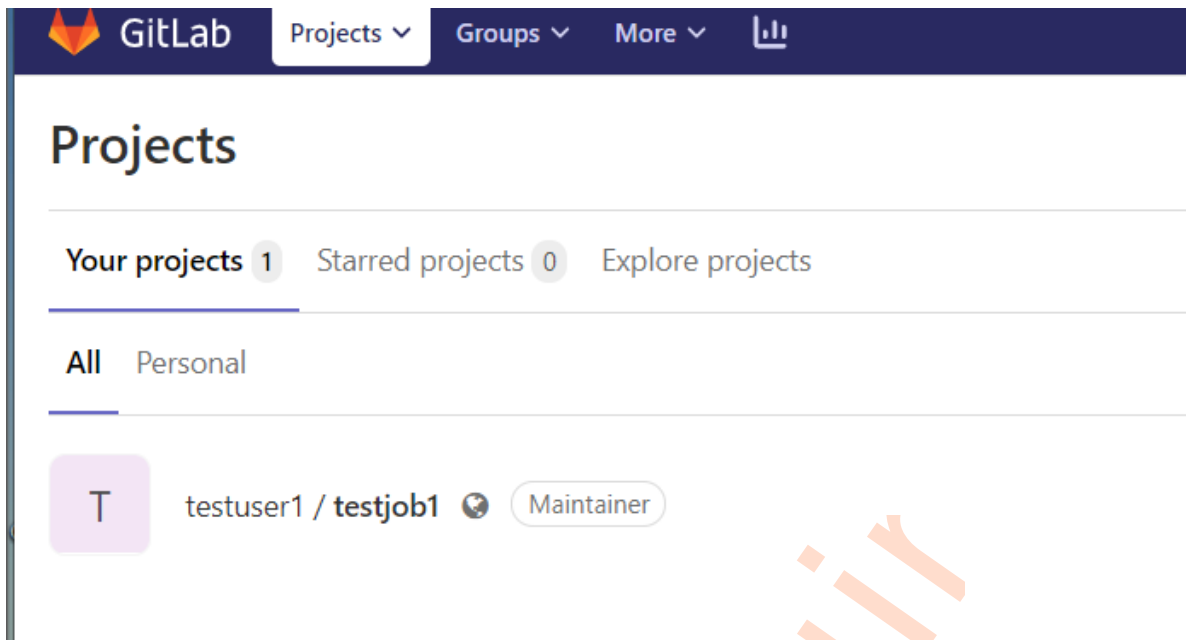 GitLab Projects Groups More
Projects
Your projects 1 Starred projects 0 Explore projects
All Personal
T testuser1 / testjob1 Maintainer